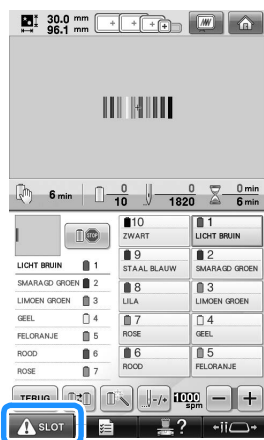 30.0 mm
96.1 mm
6 min 0 10 0 1820 0 min 6 min
10 ZWART
1 LICHT BRUIN
9 STAAL BLAUW
2 SMARAGD GROEN
8 LILA
3 LIMOEN GROEN
7 ROSE
4 GEEL
6 ROOD
5 FELORANJE
STOP
LICHT BRUIN 1
SMARAGD GROEN 2
LIMOEN GROEN 3
GEEL 4
FELORANJE 5
ROOD 6
ROSE 7
TERUG -/+ 1000 spm − +
SLOT ?